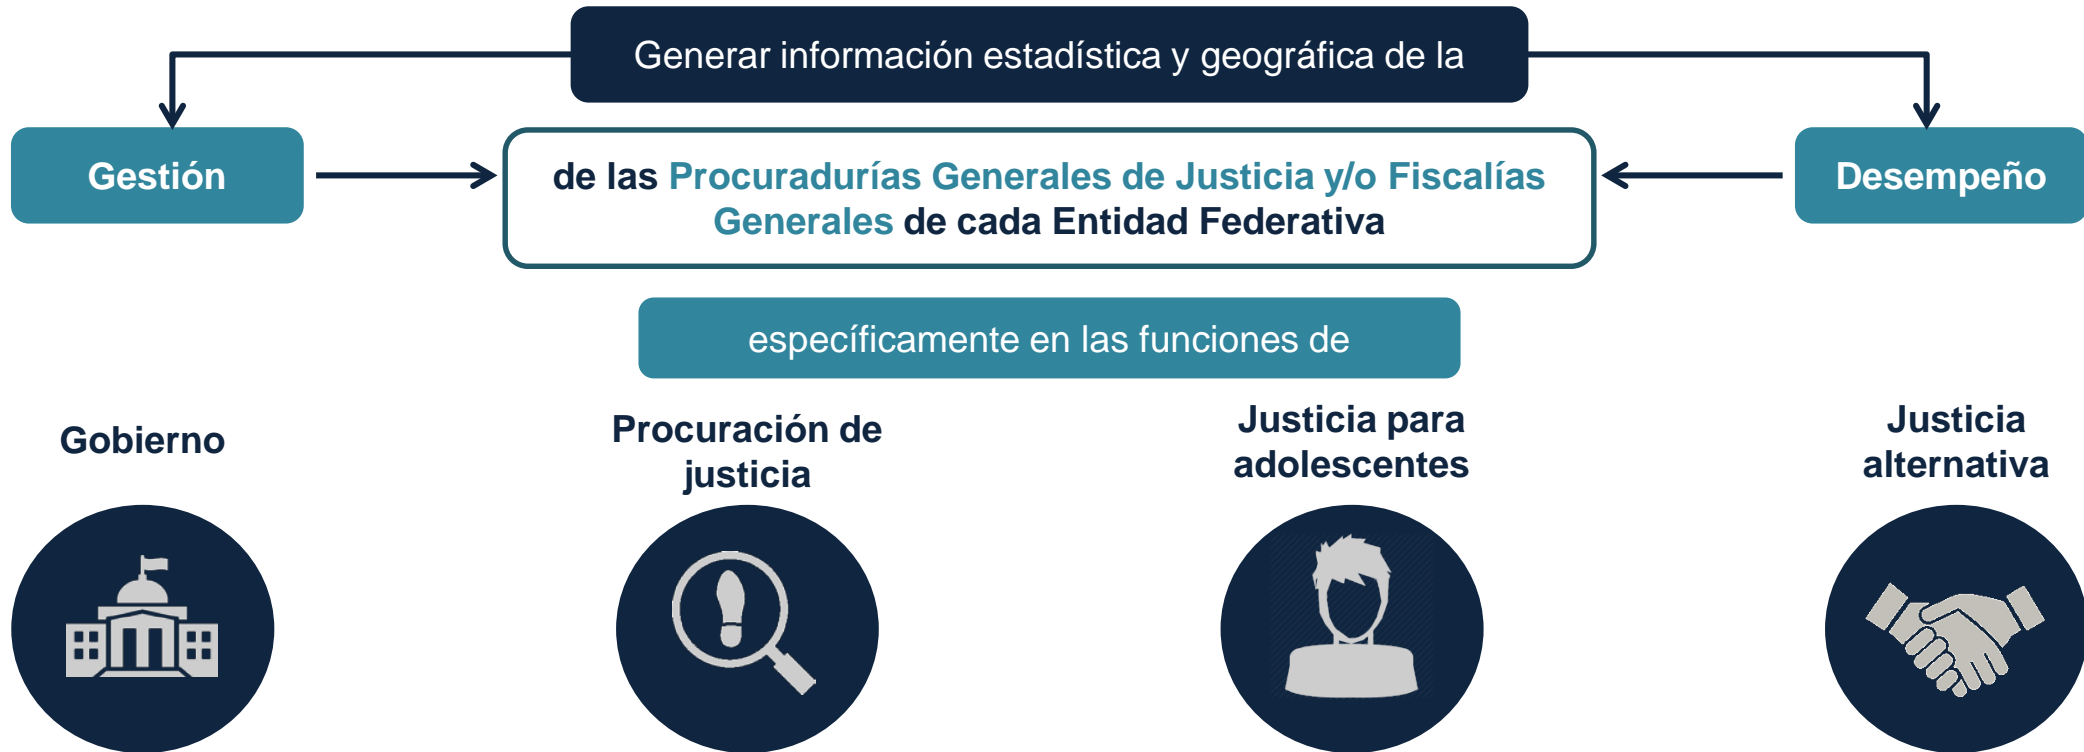 Generar información estadística y geográfica de la
Gestión
de las Procuradurías Generales de Justicia y/o Fiscalías
Generales de cada Entidad Federativa
Desempeño
específicamente en las funciones de
Gobierno
Procuración de
justicia
Justicia para
adolescentes
Justicia
alternativa